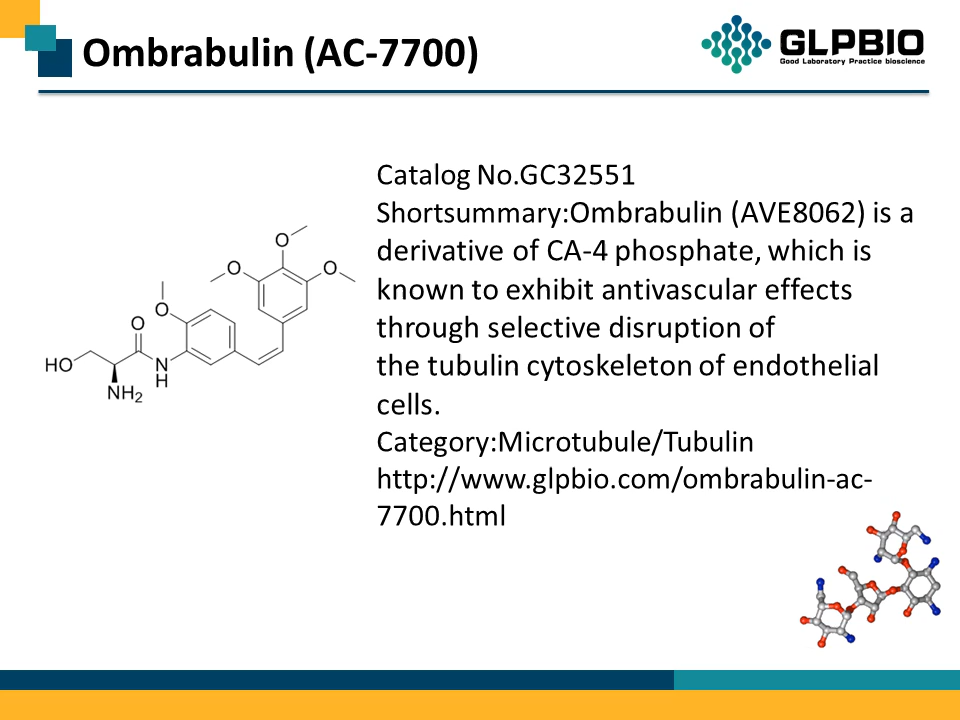 Ombrabulin (AC-7700)
GLPBIO
Good Laboratory Practice bioscience
Catalog No.GC32551
Shortsummary:Ombrabulin (AVE8062) is a
derivative of CA-4 phosphate, which is
known to exhibit antivascular effects
through selective disruption of
the tubulin cytoskeleton of endothelial
cells.
Category:Microtubule/Tubulin
http://www.glpbio.com/ombrabulin-ac-
7700.html
O
O
O
O
O
HO
N
H
NH2